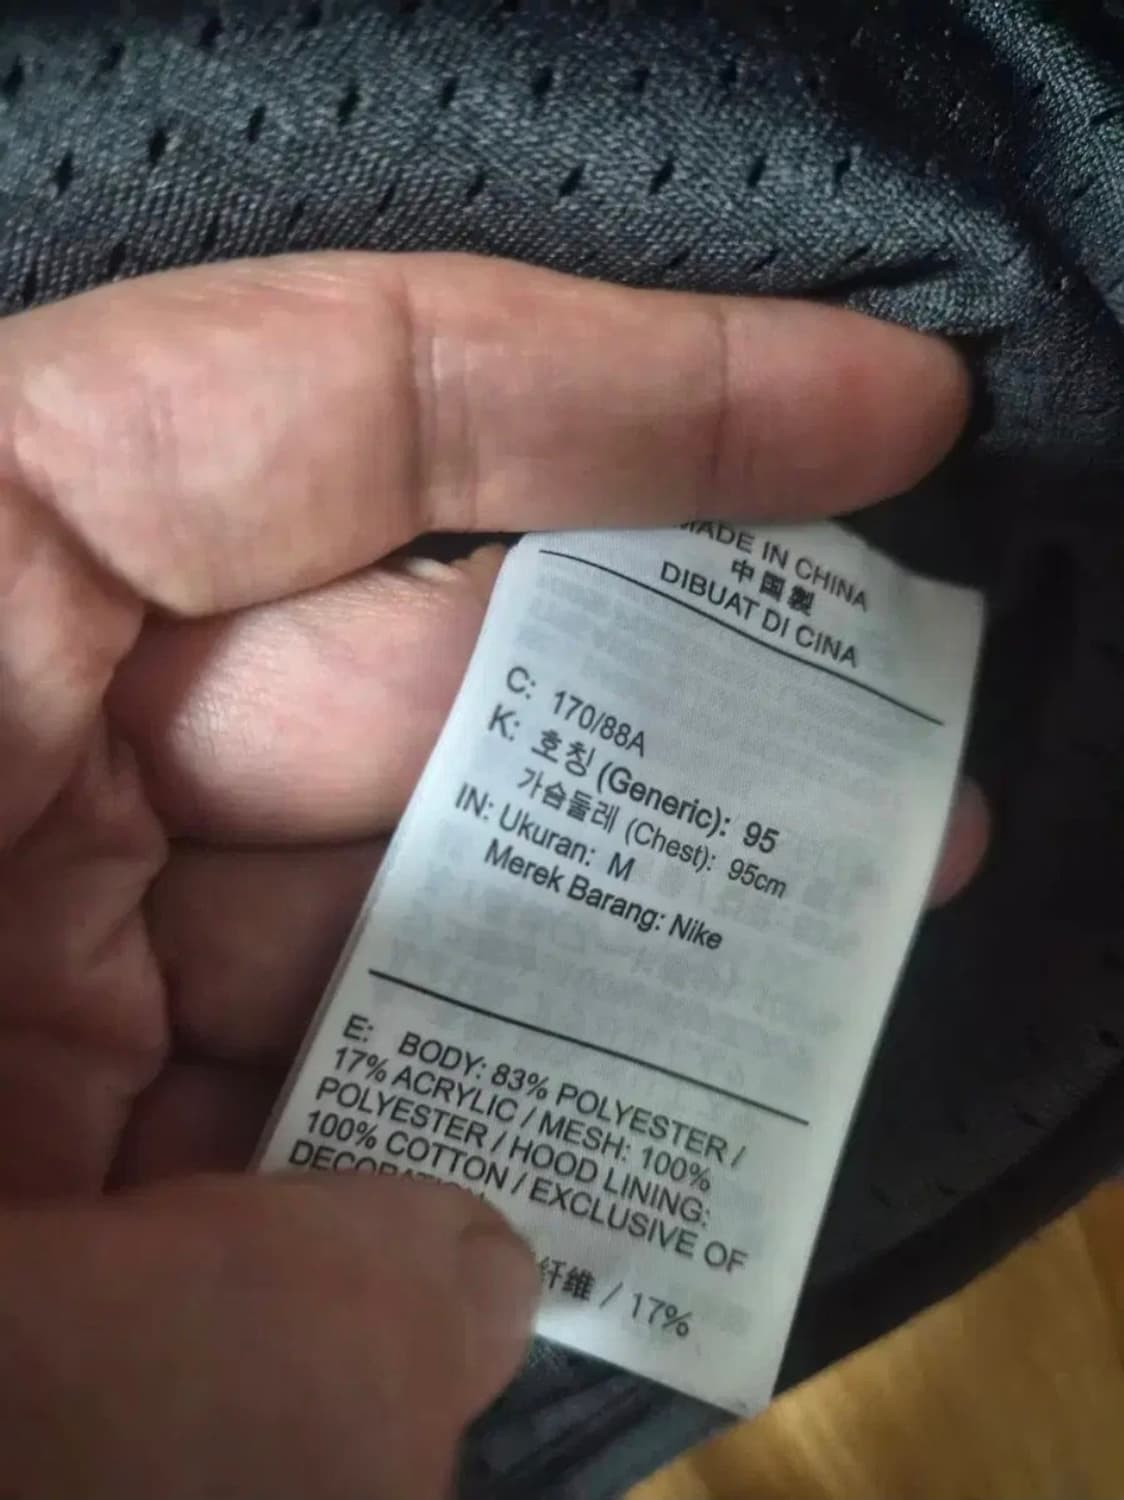 MADE IN CHINA
中国製
DIBUAT DI CINA
C: 170/88A
K: 호칭 (Generic): 95
가슴둘레 (Chest): 95cm
IN: Ukuran: M
Merek Barang: Nike
E: BODY: 83% POLYESTER /
17% ACRYLIC / MESH: 100%
POLYESTER / HOOD LINING:
100% COTTON / EXCLUSIVE OF
DECORATION
纤维 / 17%